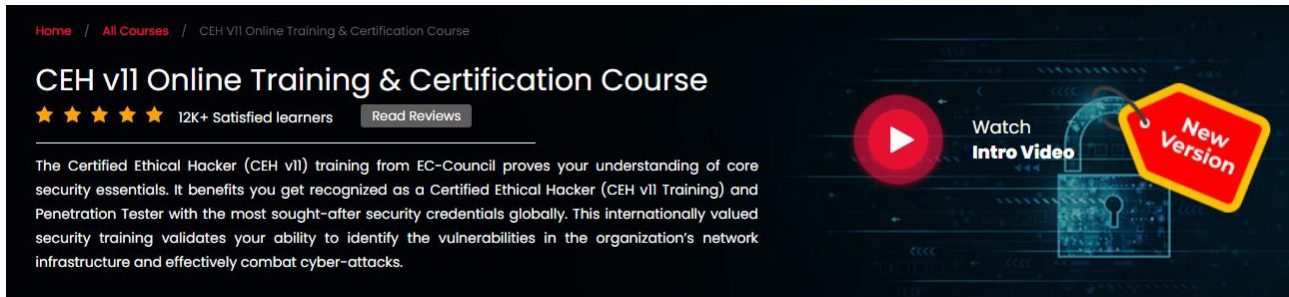 Home / All Courses / CEH V11 Online Training & Certification Course
CEH v11 Online Training & Certification Course
12K+ Satisfied learners Read Reviews
The Certified Ethical Hacker (CEH v11) training from EC-Council proves your understanding of core
security essentials. It benefits you get recognized as a Certified Ethical Hacker (CEH v11 Training) and
Penetration Tester with the most sought-after security credentials globally. This internationally valued
security training validates your ability to identify the vulnerabilities in the organization's network
infrastructure and effectively combat cyber-attacks.
Watch
Intro Video
New
Version